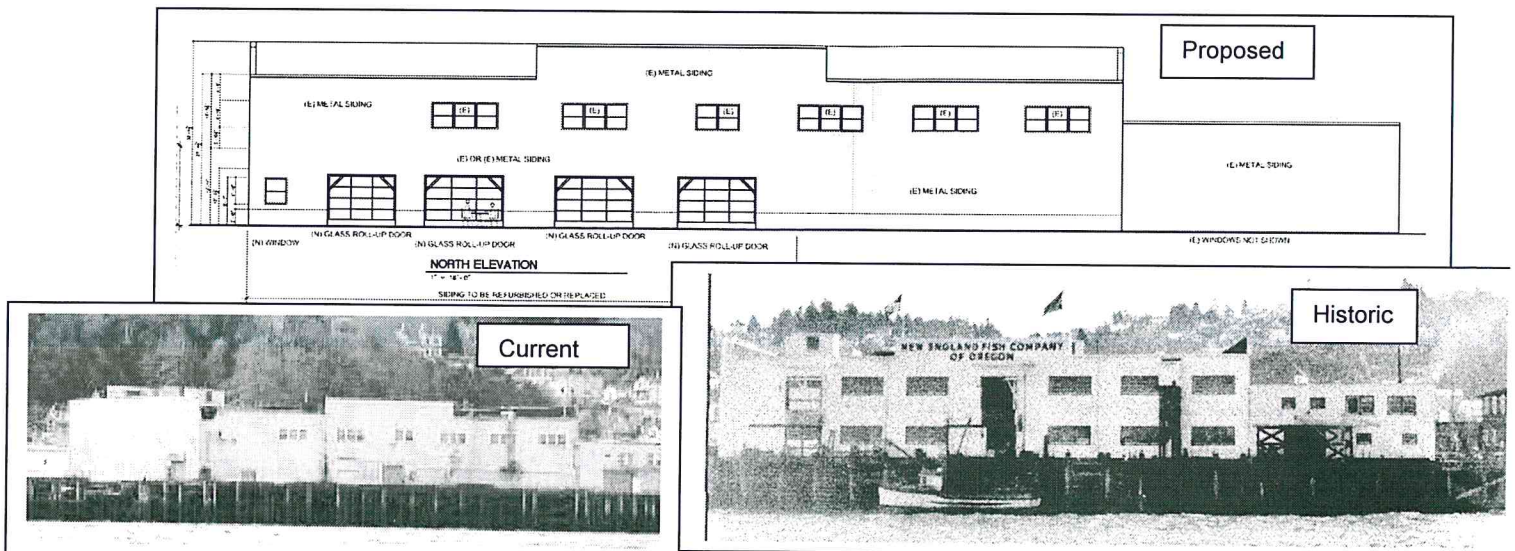 Proposed
(E) METAL SIDING
(E) METAL SIDING
(E)
(E)
(E)
(E)
(E)
(E)
(E) OR (E) METAL SIDING
(E) METAL SIDING
(E) METAL SIDING
(N) WINDOW
(N) GLASS ROLL-UP DOOR
(N) GLASS ROLL-UP DOOR
(N) GLASS ROLL-UP DOOR
(N) GLASS ROLL-UP DOOR
(E) WINDOWS NOT SHOWN
NORTH ELEVATION
SIDING TO BE REFURBISHED OR REPLACED
Current
Historic
NEW ENGLAND FISH COMPANY
OF OREGON